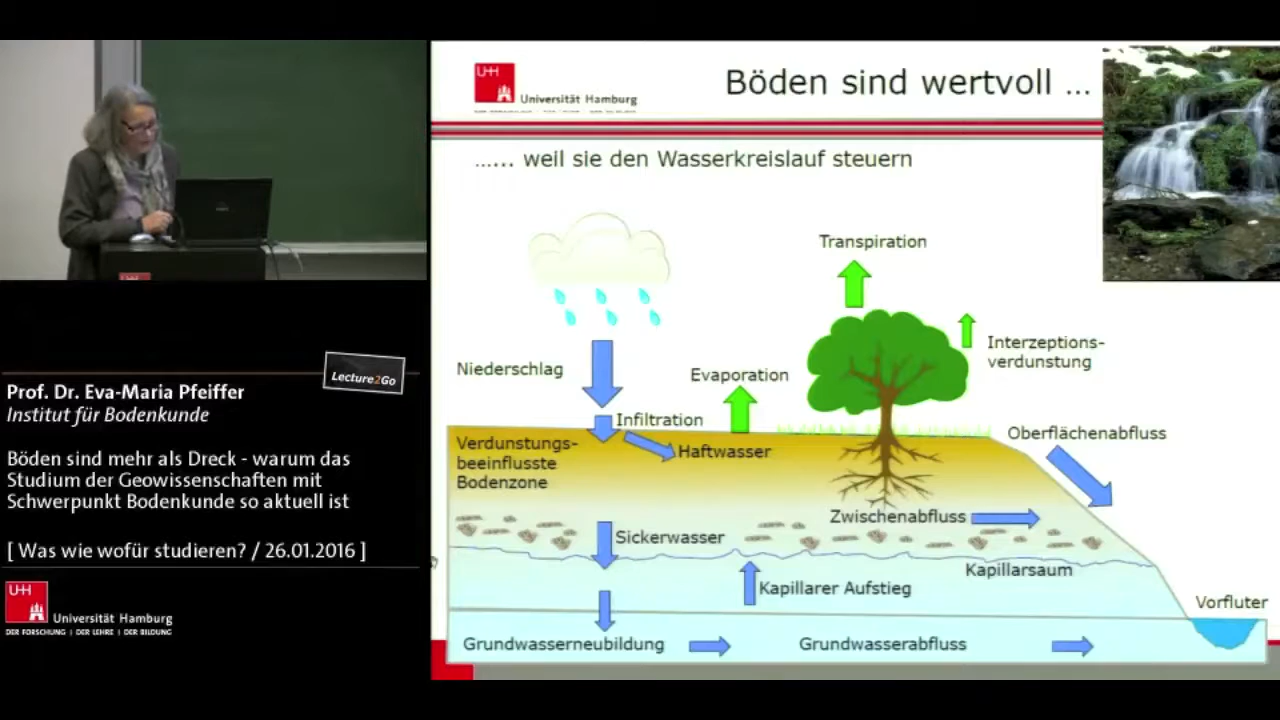 Böden sind wertvoll ...
UHH
Universität Hamburg
...... weil sie den Wasserkreislauf steuern
Transpiration
Interzeptions-
verdunstung
Niederschlag
Evaporation
Infiltration
Haftwasser
Oberflächenabfluss
Verdunstungs-
beeinflusste
Bodenzone
Zwischenabfluss
Sickerwasser
Kapillarsaum
Kapillarer Aufstieg
Vorfluter
Grundwasserneubildung
Grundwasserabfluss
Lecture2Go
Prof. Dr. Eva-Maria Pfeiffer
Institut für Bodenkunde
Böden sind mehr als Dreck - warum das
Studium der Geowissenschaften mit
Schwerpunkt Bodenkunde so aktuell ist
[ Was wie wofür studieren? / 26.01.2016 ]
UHH
Universität Hamburg
DER FORSCHUNG | DER LEHRE | DER BILDUNG